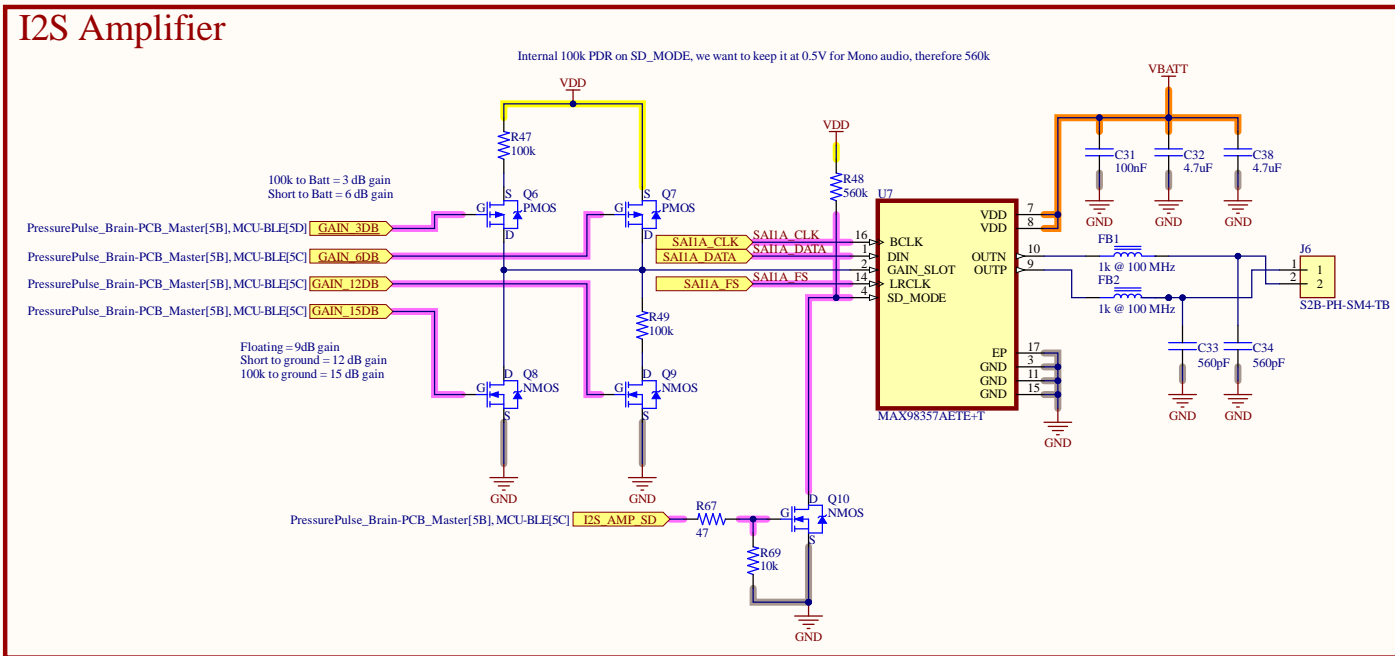 I2S Amplifier
Internal 100k PDR on SD_MODE, we want to keep it at 0.5V for Mono audio, therefore 560k
VDD
VBATT
R47
100k
VDD
C31
100nF
C32
4.7uF
C38
4.7uF
GND
GND
GND
100k to Batt = 3 dB gain
Short to Batt = 6 dB gain
S
Q6
G
PMOS
D
S
Q7
G
PMOS
D
R48
560k
U7
PressurePulse_Brain-PCB_Master[5B], MCU-BLE[5D]
GAIN_3DB
PressurePulse_Brain-PCB_Master[5B], MCU-BLE[5C]
GAIN_6DB
PressurePulse_Brain-PCB_Master[5B], MCU-BLE[5C]
GAIN_12DB
PressurePulse_Brain-PCB_Master[5B], MCU-BLE[5C]
GAIN_15DB
SAI1A_CLK
SAI1A_CLK
16
BCLK
SAI1A_DATA
SAI1A_DATA
1
DIN
2
GAIN_SLOT
SAI1A_FS
SAI1A_FS
14
LRCLK
4
SD_MODE
VDD
7
VDD
8
OUTN
10
OUTP
9
EP
17
GND
3
GND
11
GND
15
MAX98357AETE+T
GND
FB1
1k @ 100 MHz
FB2
1k @ 100 MHz
J6
1
1
2
2
S2B-PH-SM4-TB
C33
560pF
C34
560pF
GND
GND
R49
100k
Floating = 9dB gain
Short to ground = 12 dB gain
100k to ground = 15 dB gain
D
Q8
G
NMOS
S
D
Q9
G
NMOS
S
GND
GND
PressurePulse_Brain-PCB_Master[5B], MCU-BLE[5C]
I2S_AMP_SD
R67
47
D
Q10
G
NMOS
S
R69
10k
GND